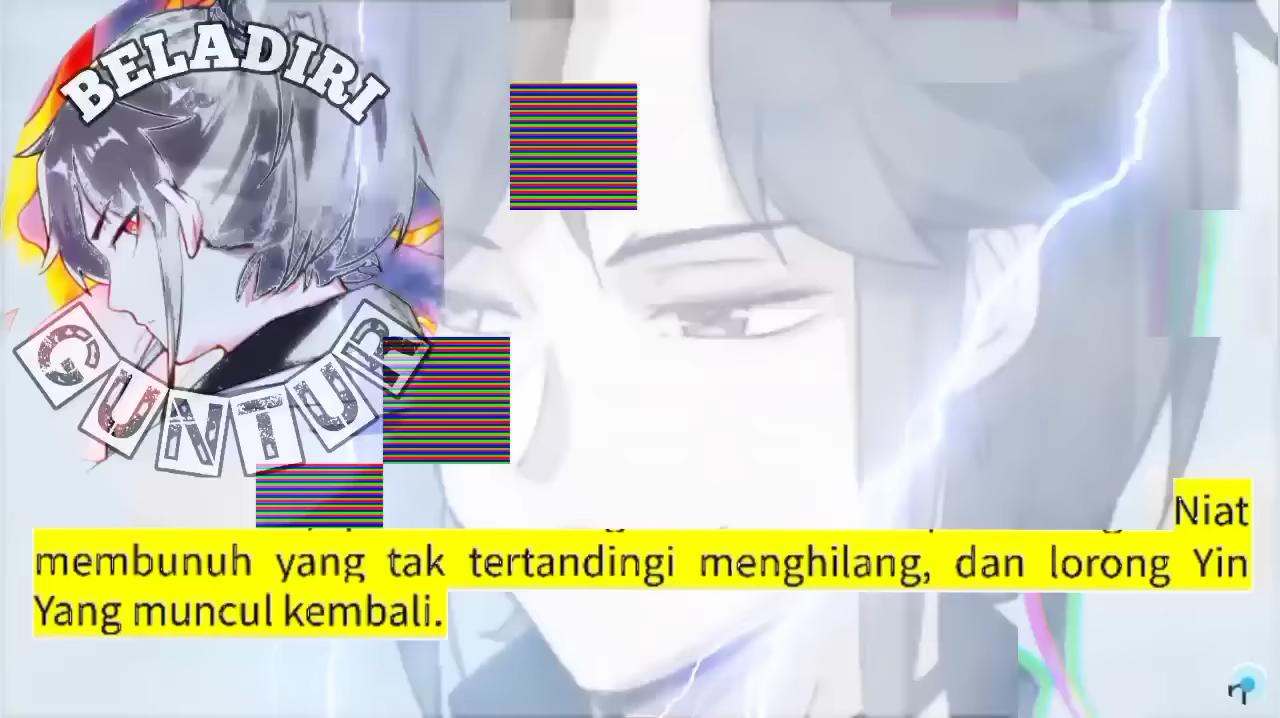 BELADIRI
GUNTUR
Niat
membunuh yang tak tertandingi menghilang, dan lorong Yin
Yang muncul kembali.